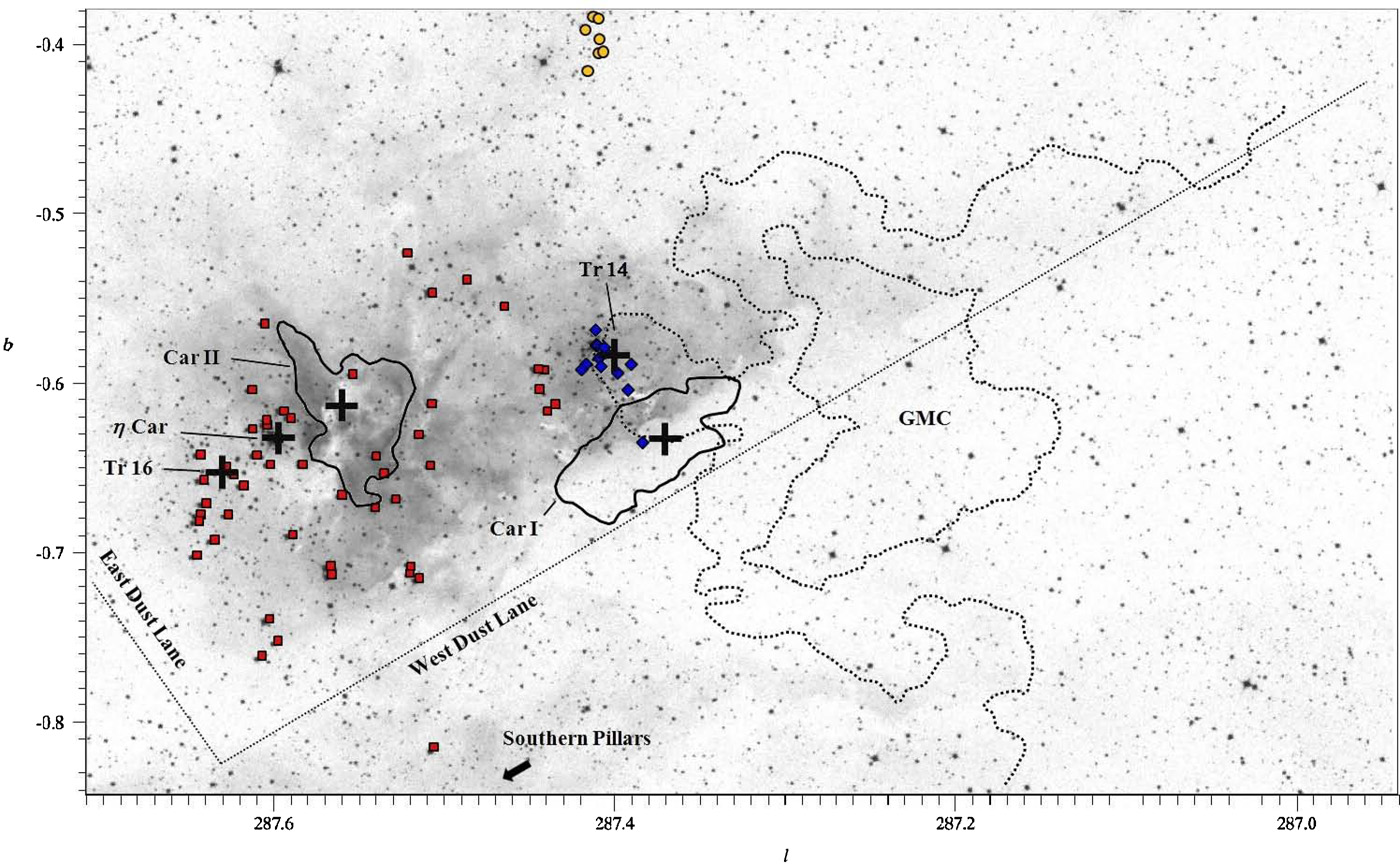 -0.4
-0.5
Tr 14
b
Car II
-0.6
η Car
GMC
Tr 16
Car I
-0.7
East Dust Lane
West Dust Lane
-0.8
Southern Pillars
287.6
287.4
287.2
287.0
l